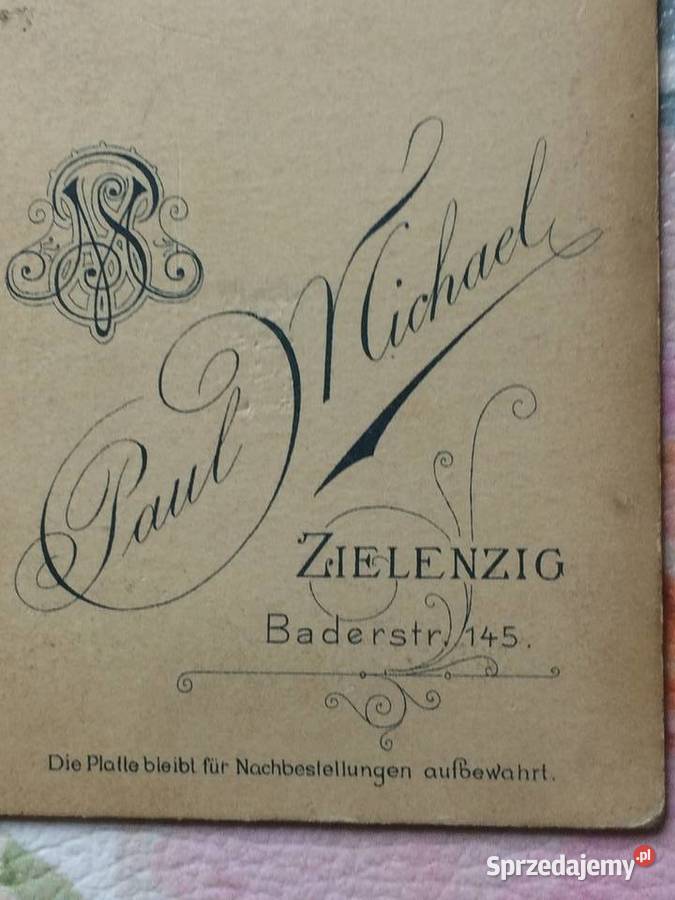 Paul Michael
ZIELENZIG
Baderstr. 145.
Die Platte bleibt für Nachbestellungen aufbewahrt.
Sprzedajemy.pl